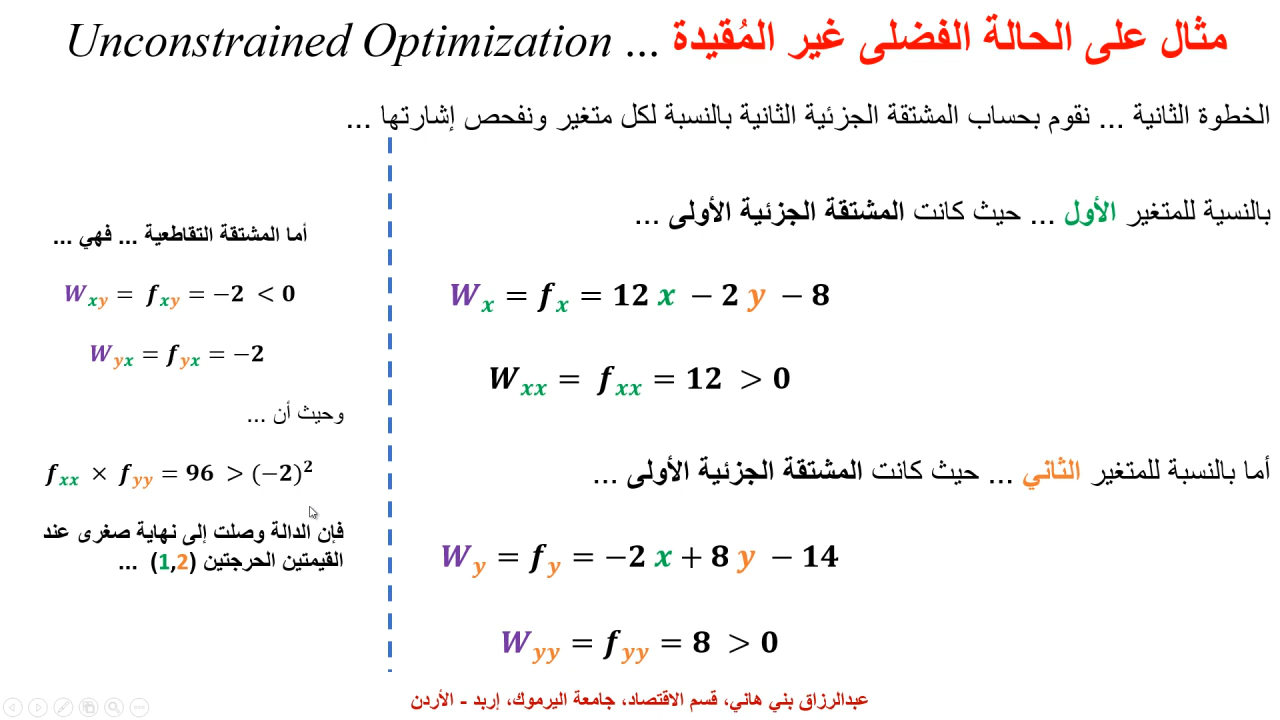 مثال على الحالة الفضلى غير المُقيدة ... Unconstrained Optimization
الخطوة الثانية ... نقوم بحساب المشتقة الجزئية الثانية بالنسبة لكل متغير ونفحص إشارتها ...
بالنسية للمتغير الأول ... حيث كانت المشتقة الجزئية الأولى ...
W_x = f_x = 12 x − 2 y − 8
W_xx = f_xx = 12 > 0
أما بالنسبة للمتغير الثاني ... حيث كانت المشتقة الجزئية الأولى ...
W_y = f_y = −2 x + 8 y − 14
W_yy = f_yy = 8 > 0
أما المشتقة التقاطعية ... فهي ...
W_xy = f_xy = −2 < 0
W_yx = f_yx = −2
وحيث أن ...
f_xx × f_yy = 96 > (−2)²
فإن الدالة وصلت إلى نهاية صغرى عند
القيمتين الحرجتين (1,2) ...
عبدالرزاق بني هاني، قسم الاقتصاد، جامعة اليرموك، إربد - الأردن